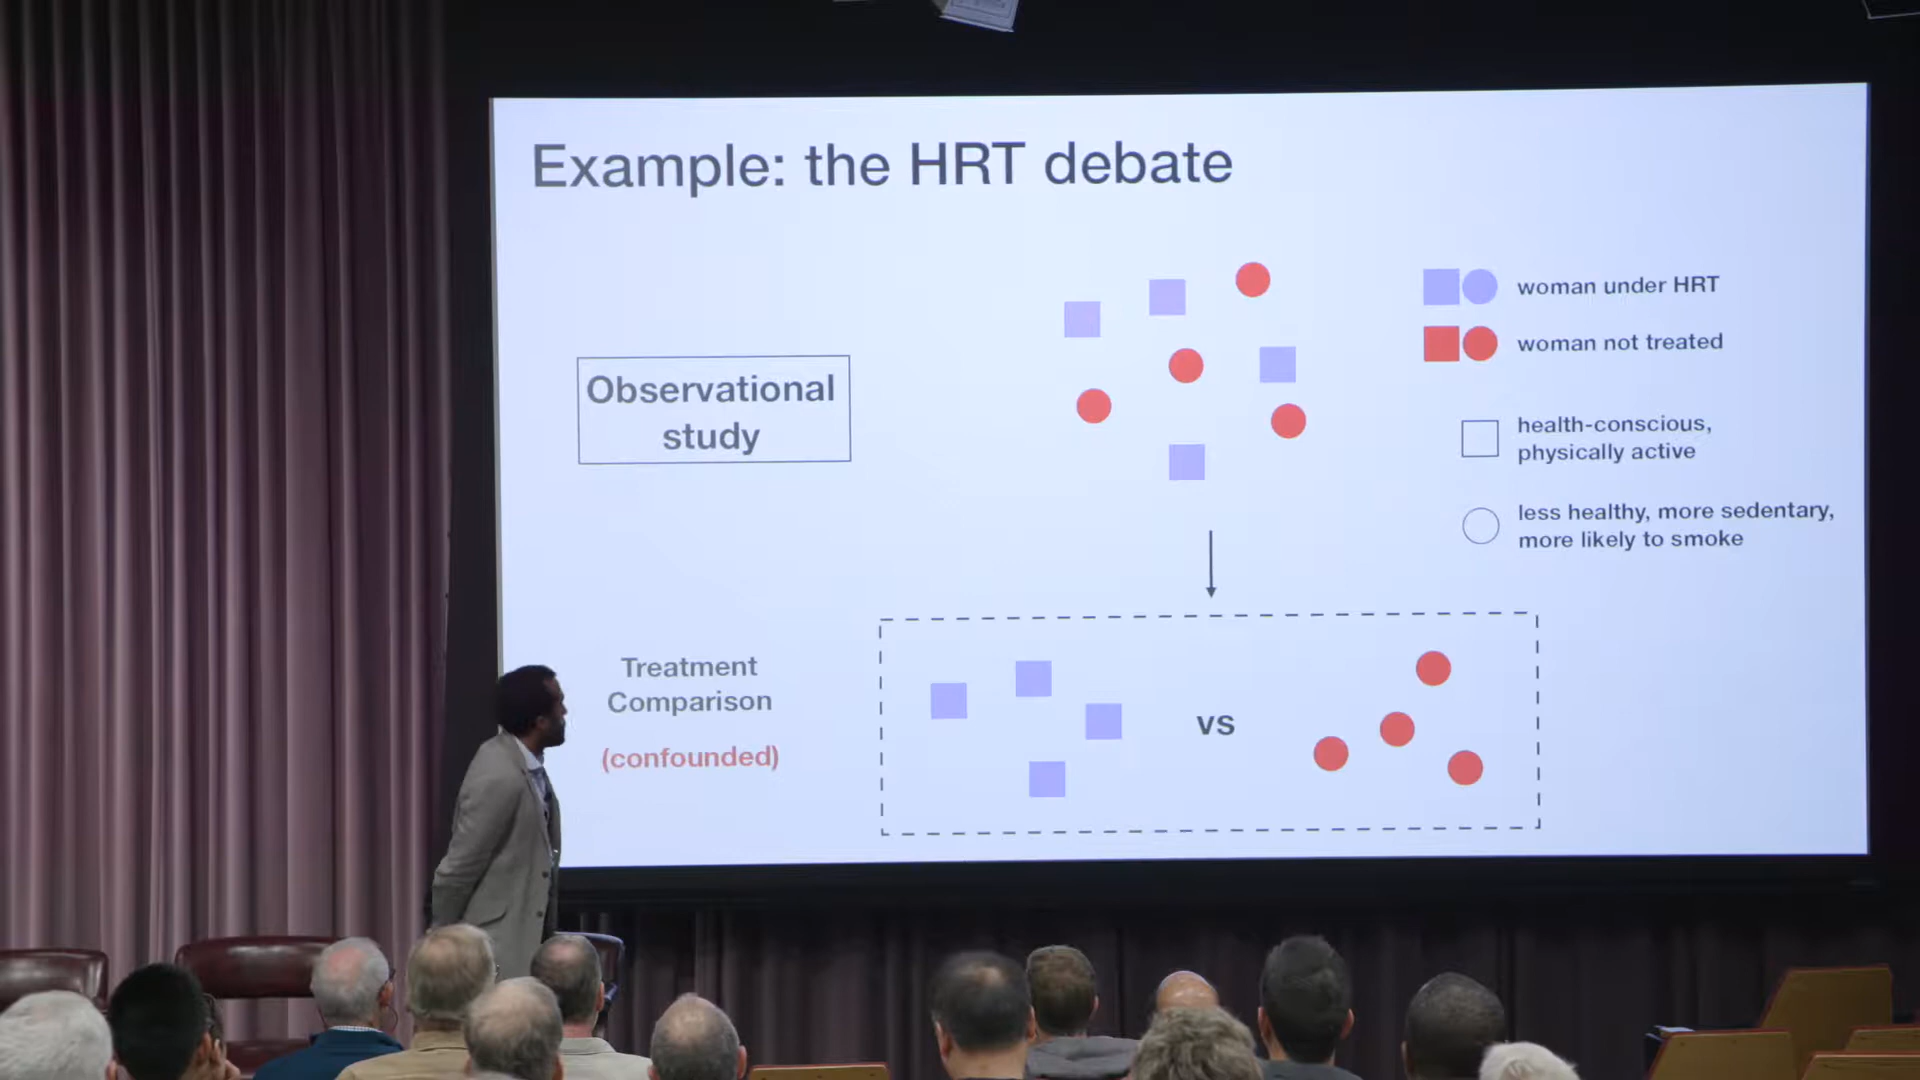 Example: the HRT debate
woman under HRT
woman not treated
Observational
study
health-conscious,
physically active
less healthy, more sedentary,
more likely to smoke
Treatment
Comparison
(confounded)
vs